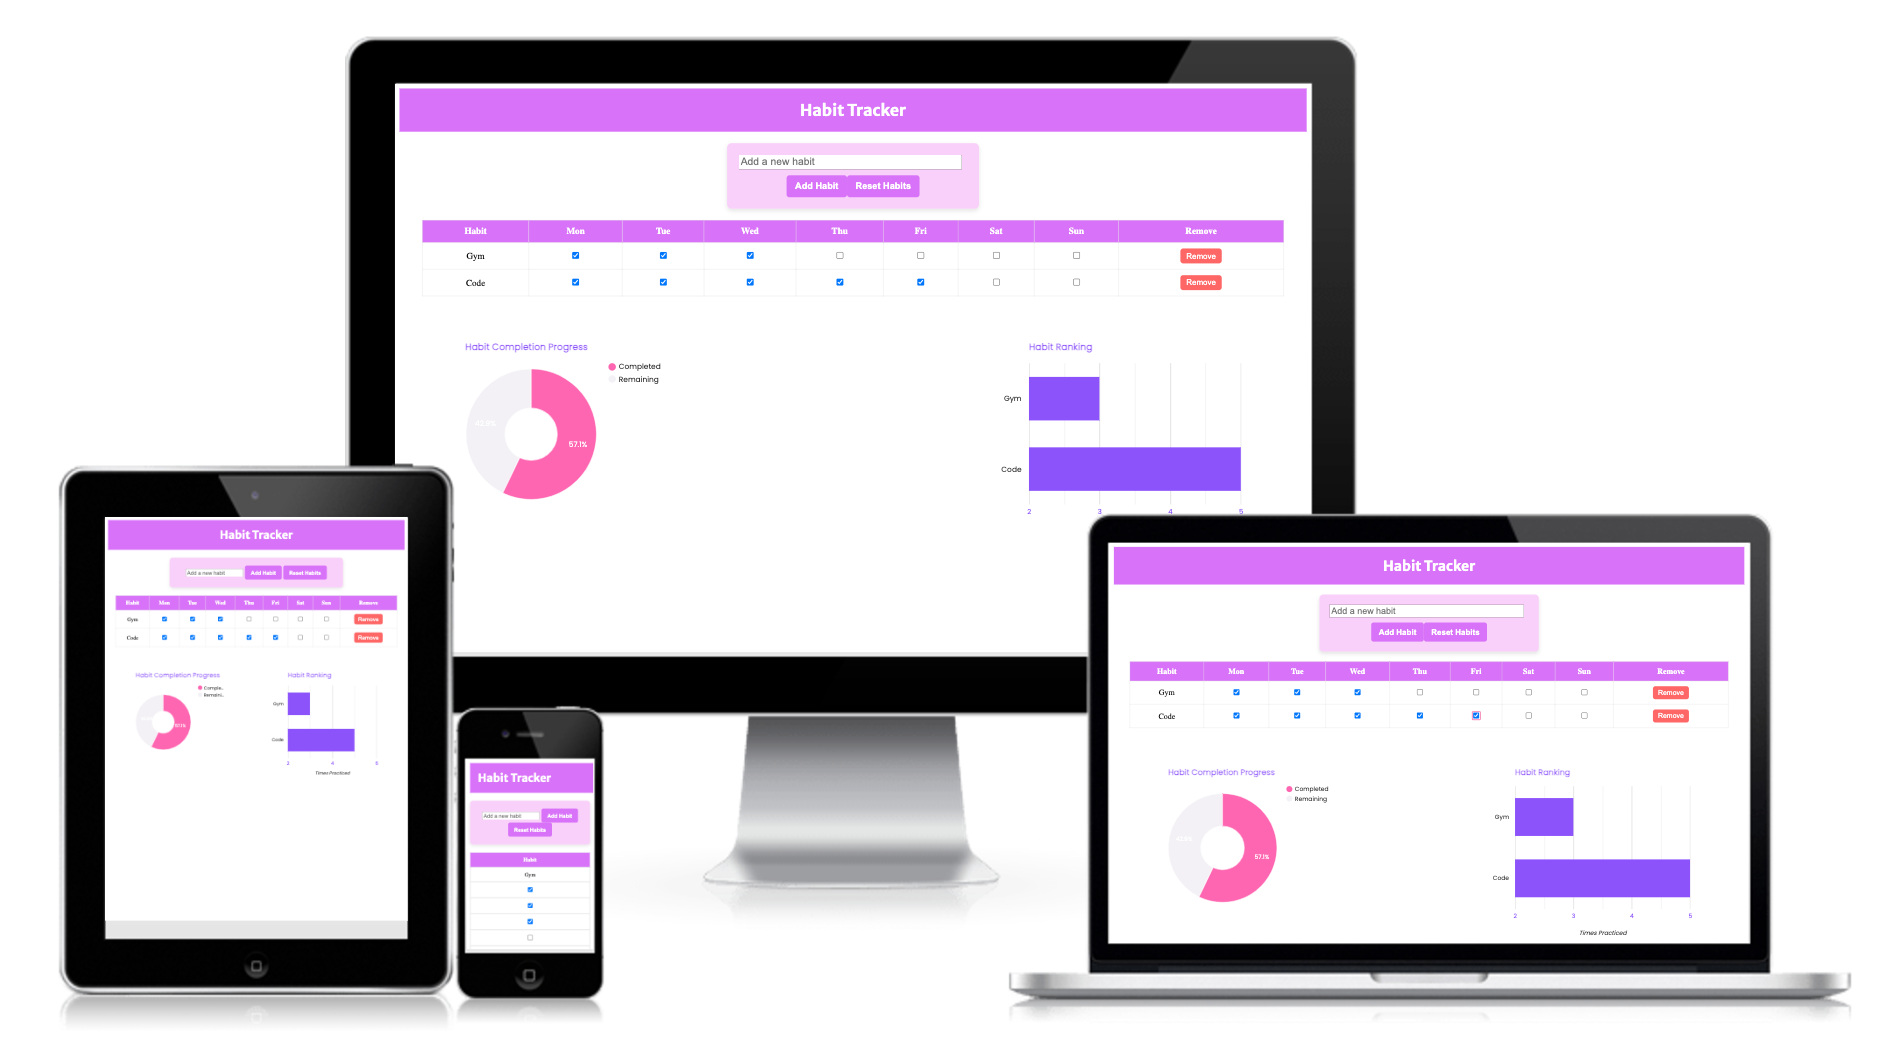 Habit Tracker
Add a new habit
Add Habit Reset Habits
Habit Mon Tue Wed Thu Fri Sat Sun Remove
Gym Remove
Code Remove
Habit Completion Progress
Completed
Remaining
57.1%
Habit Ranking
Gym
Code
2 3 4 5
Habit Tracker
Add a new habit Add Habit Reset Habits
Habit Mon Tue Wed Thu Fri Sat Sun Remove
Gym Remove
Code Remove
Habit Completion Progress
Comple...
Remaini...
57.1%
Habit Ranking
Gym
Code
2 4 6
Times Practiced
Habit Tracker
Add a new habit Add Habit
Reset Habits
Habit
Gym
Habit Tracker
Add a new habit
Add Habit Reset Habits
Habit Mon Tue Wed Thu Fri Sat Sun Remove
Gym Remove
Code Remove
Habit Completion Progress
Completed
Remaining
57.1%
Habit Ranking
Gym
Code
2 3 4 5
Times Practiced